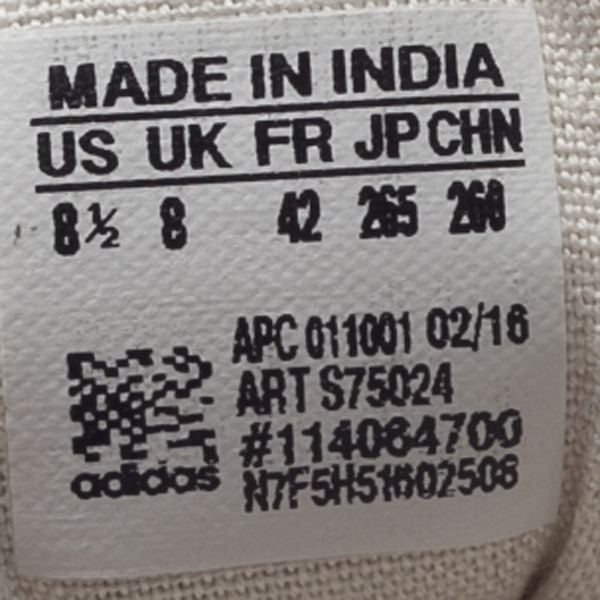 MADE IN INDIA
US UK FR JP CHN
8½ 8 42 265 260
APC 011001 02/16
ART S75024
#114064700
N7F5H51602508
adidas